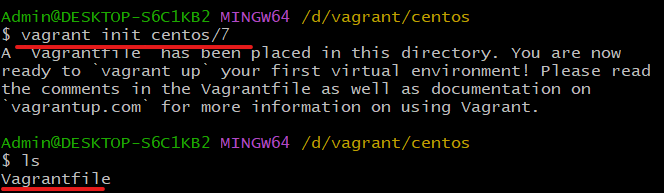 Admin@DESKTOP-S6C1KB2 MINGW64 /d/vagrant/centos
$ vagrant init centos/7
A `Vagrantfile` has been placed in this directory. You are now
ready to `vagrant up` your first virtual environment! Please read
the comments in the Vagrantfile as well as documentation on
`vagrantup.com` for more information on using Vagrant.
Admin@DESKTOP-S6C1KB2 MINGW64 /d/vagrant/centos
$ ls
Vagrantfile